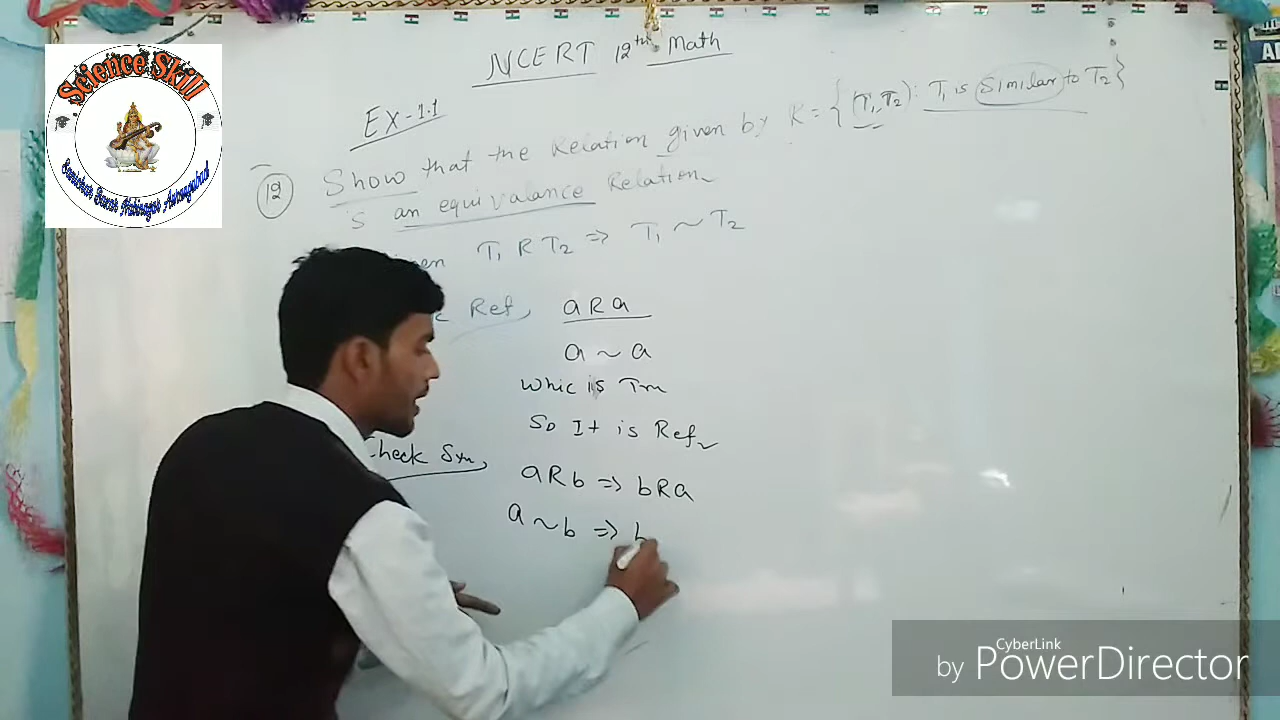 Science Skill
NCERT 12th Math
Ex-1.1
12 Show that the Relation given by R = {(T1, T2): T1 is Similar to T2}
is an equivalance Relation
T1 R T2 ⇒ T1 ~ T2
Ref, aRa
a ~ a
Whic is Tru
So It is Ref
Check Sym, aRb ⇒ bRa
a ~ b ⇒ b
CyberLink
by PowerDirector